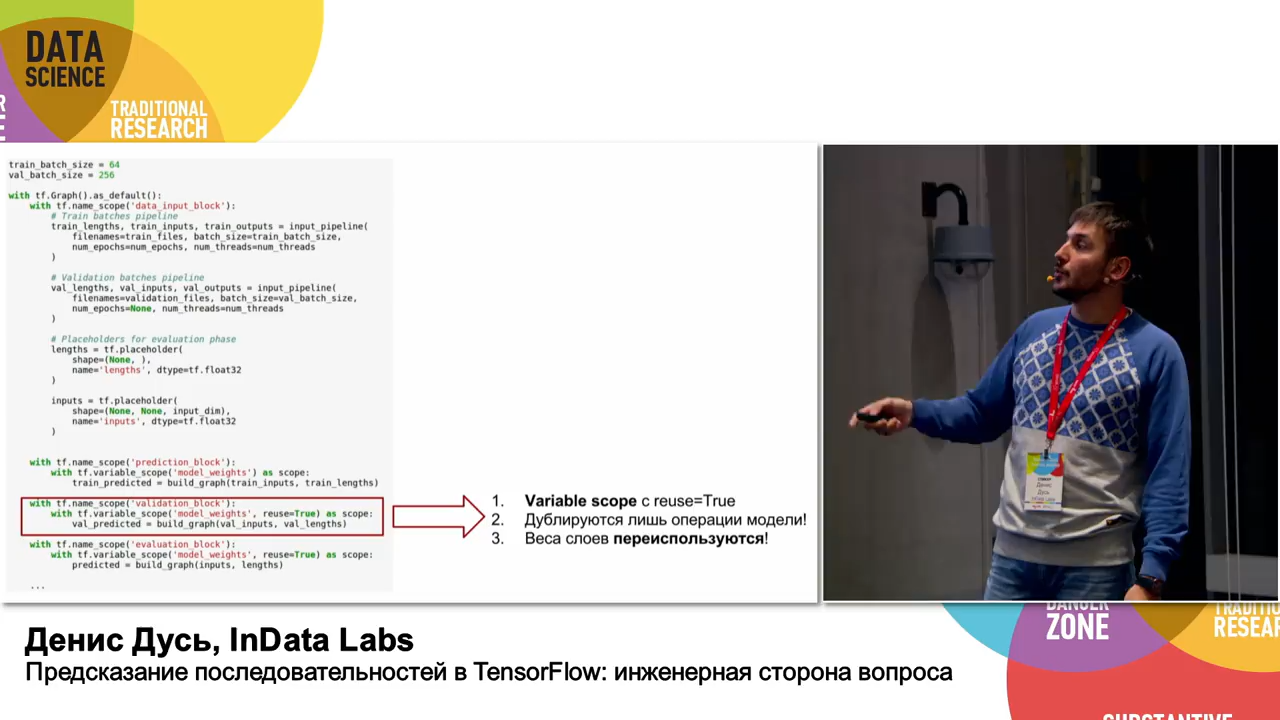 DATA
SCIENCE
TRADITIONAL
RESEARCH
train_batch_size = 64
val_batch_size = 256
with tf.Graph().as_default():
with tf.name_scope('data_input_block'):
# Train batches pipeline
train_lengths, train_inputs, train_outputs = input_pipeline(
filenames=train_files, batch_size=train_batch_size,
num_epochs=num_epochs, num_threads=num_threads
)
# Validation batches pipeline
val_lengths, val_inputs, val_outputs = input_pipeline(
filenames=validation_files, batch_size=val_batch_size,
num_epochs=None, num_threads=num_threads
)
# Placeholders for evaluation phase
lengths = tf.placeholder(
shape=(None, ),
name='lengths', dtype=tf.float32
)
inputs = tf.placeholder(
shape=(None, None, input_dim),
name='inputs', dtype=tf.float32
)
with tf.name_scope('prediction_block'):
with tf.variable_scope('model_weights') as scope:
train_predicted = build_graph(train_inputs, train_lengths)
with tf.name_scope('validation_block'):
with tf.variable_scope('model_weights', reuse=True) as scope:
val_predicted = build_graph(val_inputs, val_lengths)
with tf.name_scope('evaluation_block'):
with tf.variable_scope('model_weights', reuse=True) as scope:
predicted = build_graph(inputs, lengths)
...
1. Variable scope с reuse=True
2. Дублируются лишь операции модели!
3. Веса слоев переиспользуются!
Денис
Дусь
DANGER
ZONE
Денис Дусь, InData Labs
Предсказание последовательностей в TensorFlow: инженерная сторона вопроса